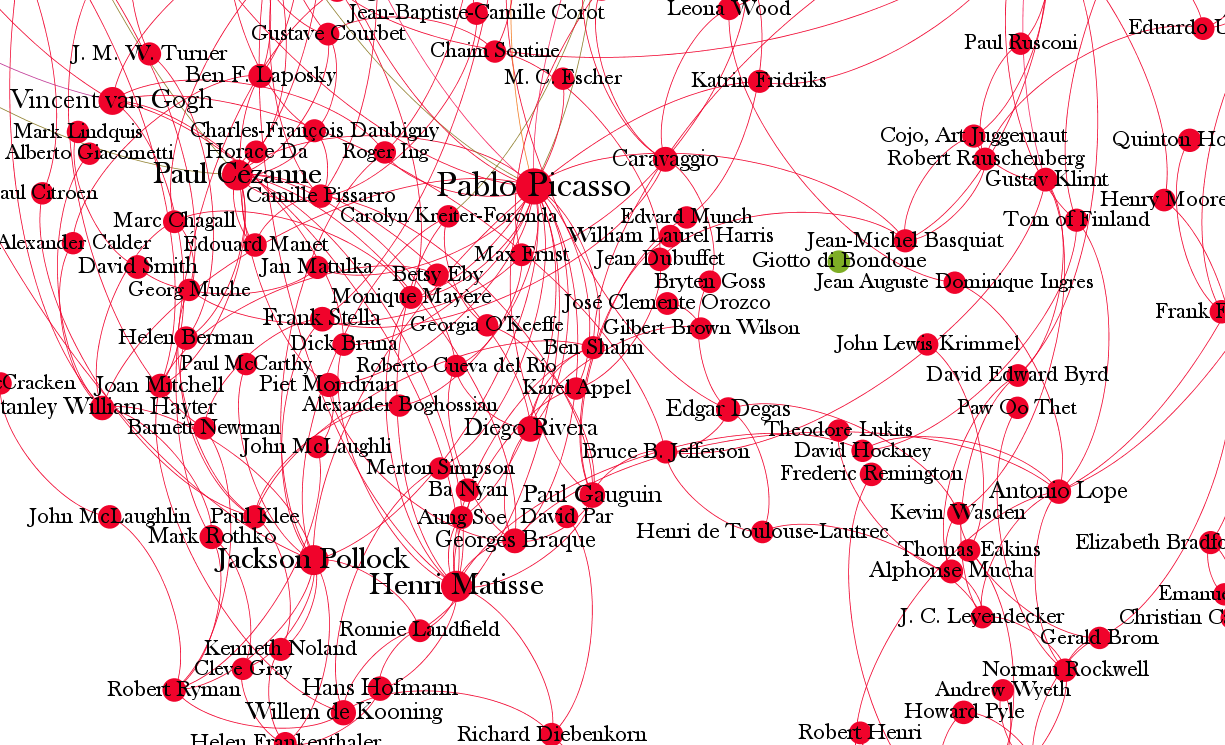 Jean-Baptiste-Camille Corot
Leona Wood
Gustave Courbet
Eduardo
Paul Rusconi
J. M. W. Turner
Chaim Soutine
Ben F. Laposky
M. C. Escher
Katrin Fridriks
Vincent van Gogh
Mark Lindquis
Charles-François Daubigny
Cojo, Art Juggernaut
Quinton Ho
Alberto Giacometti
Horace Da
Roger Ing
Caravaggio
Robert Rauschenberg
Paul Cézanne
Gustav Klimt
Pablo Picasso
aul Citroen
Camille Pissarro
Henry Moore
Marc Chagall
Carolyn Kreiter-Foronda
Edvard Munch
Tom of Finland
Alexander Calder
Édouard Manet
William Laurel Harris
Jean-Michel Basquiat
David Smith
Jan Matulka
Max Ernst
Jean Dubuffet
Giotto di Bondone
Betsy Eby
Bryten Goss
Jean Auguste Dominique Ingres
Georg Muche
Monique Mayère
José Clemente Orozco
Frank
Frank Stella
Georgia O'Keeffe
Gilbert Brown Wilson
Helen Berman
Dick Bruna
Ben Shahn
John Lewis Krimmel
Paul McCarthy
Roberto Cueva del Río
David Edward Byrd
Cracken
Joan Mitchell
Piet Mondrian
Karel Appel
tanley William Hayter
Alexander Boghossian
Edgar Degas
Paw Oo Thet
Barnett Newman
Diego Rivera
Theodore Lukits
John McLaughli
Bruce B. Jefferson
David Hockney
Merton Simpson
Frederic Remington
Ba Nyan
Paul Gauguin
Antonio Lope
John McLaughlin
Paul Klee
Aung Soe
David Par
Kevin Wasden
Mark Rothko
Georges Braque
Henri de Toulouse-Lautrec
Elizabeth Bradfo
Jackson Pollock
Thomas Eakins
Henri Matisse
Alphonse Mucha
Emanu
J. C. Leyendecker
Christian
Ronnie Landfield
Gerald Brom
Kenneth Noland
Cleve Gray
Norman Rockwell
Robert Ryman
Hans Hofmann
Andrew Wyeth
Willem de Kooning
Howard Pyle
Richard Diebenkorn
Robert Henri
Helen Frankenthaler